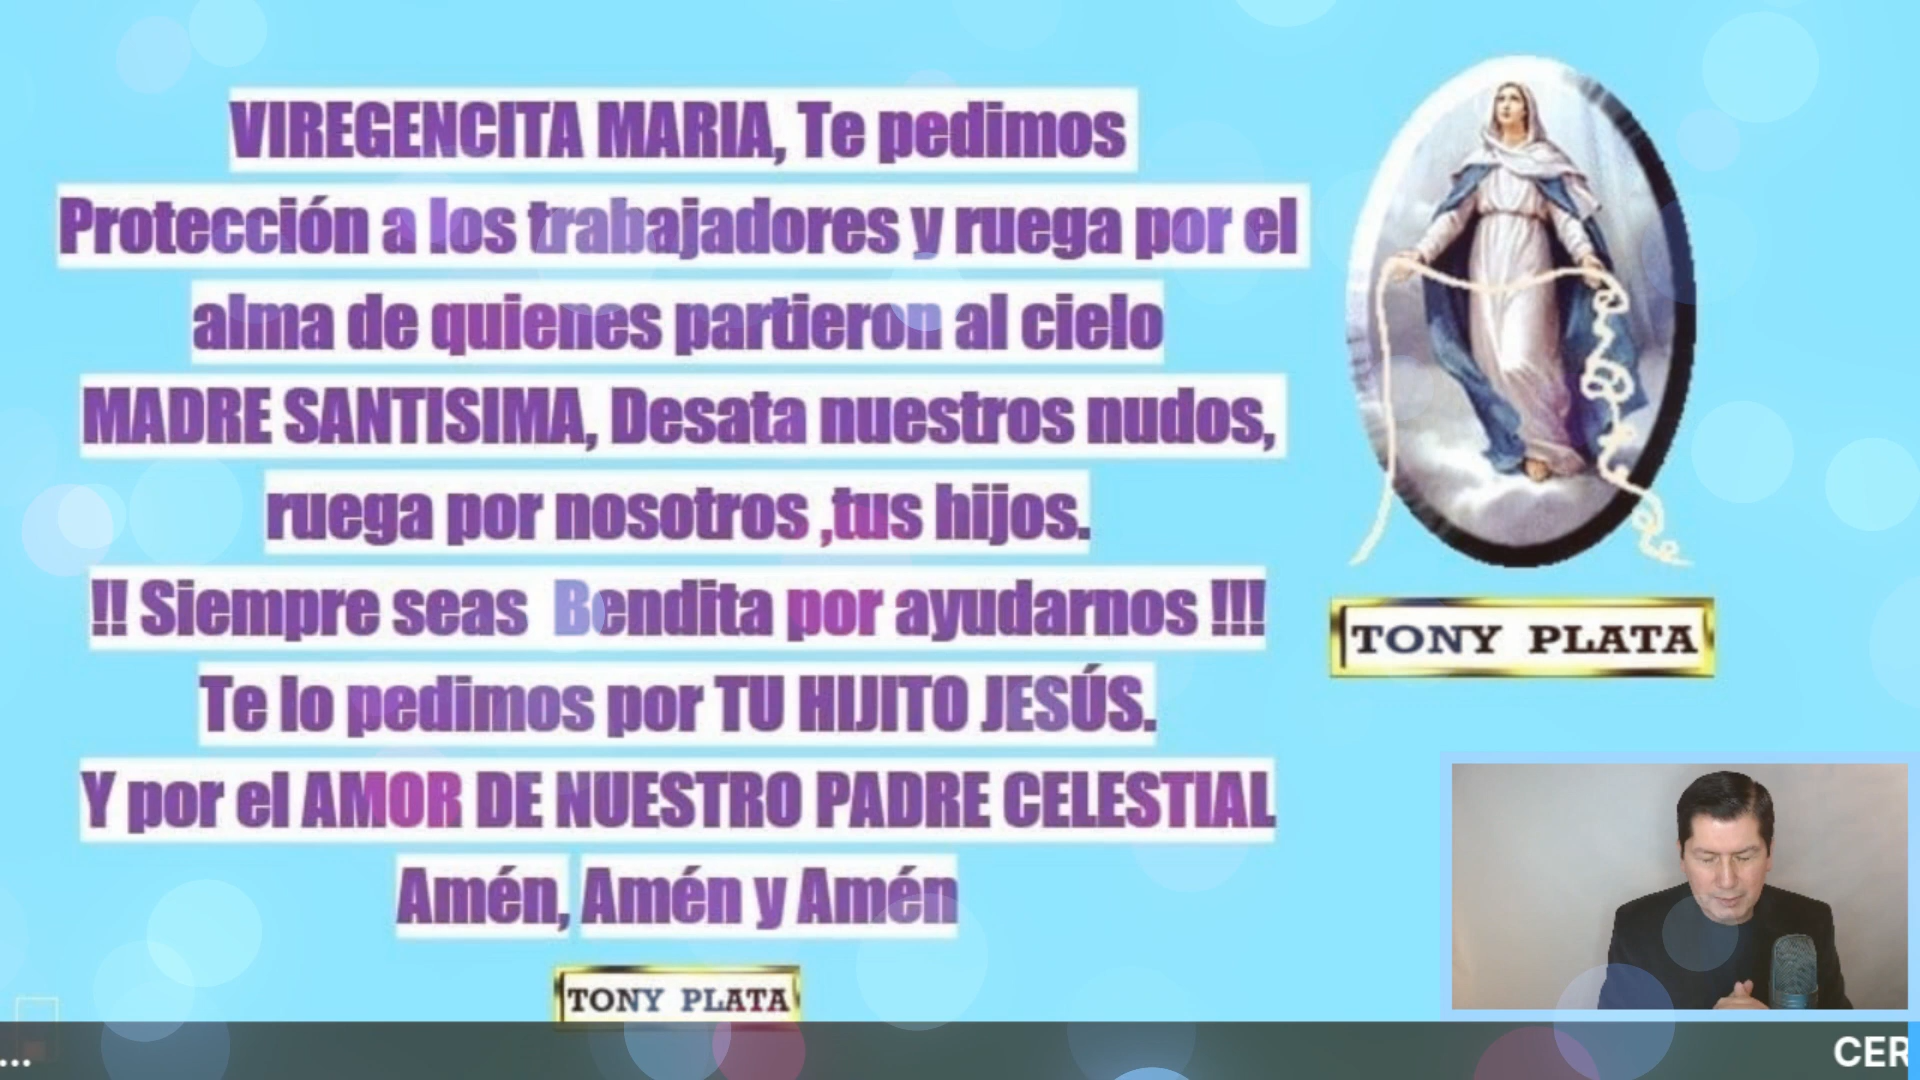 VIREGENCITA MARIA, Te pedimos
Protección a los trabajadores y ruega por el
alma de quienes partieron al cielo
MADRE SANTISIMA, Desata nuestros nudos,
ruega por nosotros ,tus hijos.
!! Siempre seas Bendita por ayudarnos !!!
Te lo pedimos por TU HIJITO JESÚS.
Y por el AMOR DE NUESTRO PADRE CELESTIAL
Amén, Amén y Amén
TONY PLATA
TONY PLATA
... CER